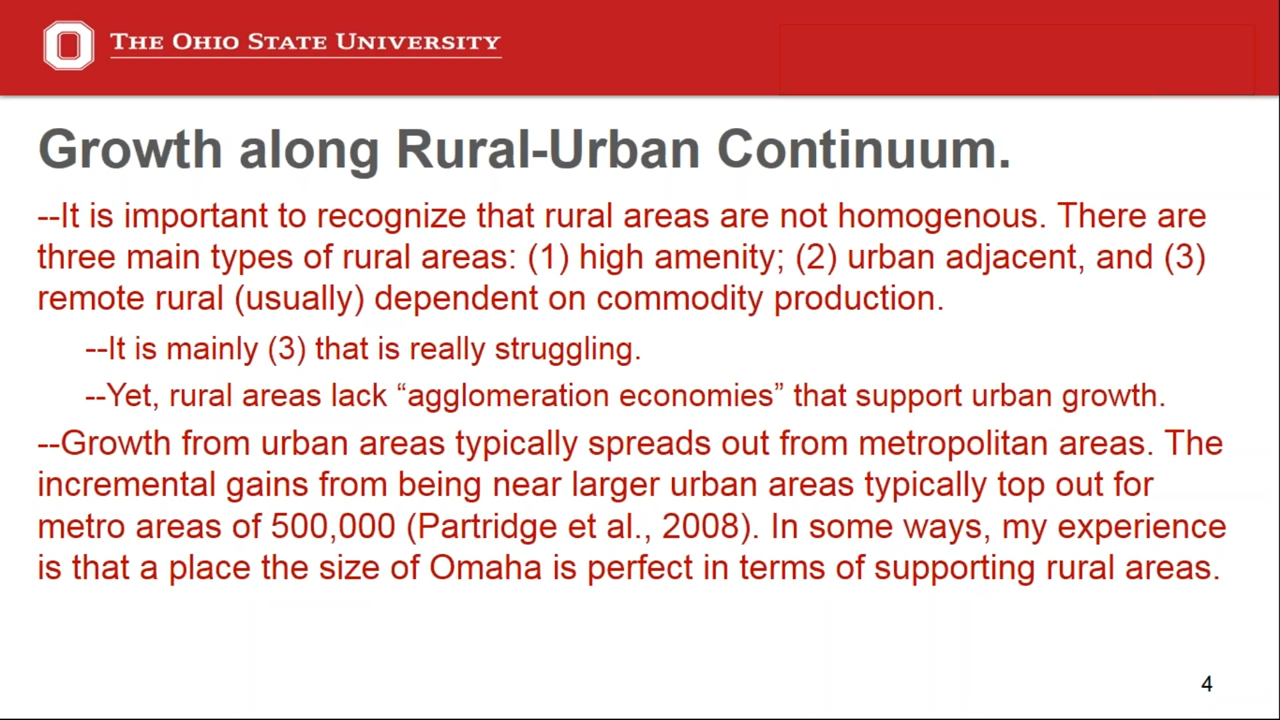 THE OHIO STATE UNIVERSITY
Growth along Rural-Urban Continuum.
--It is important to recognize that rural areas are not homogenous. There are
three main types of rural areas: (1) high amenity; (2) urban adjacent, and (3)
remote rural (usually) dependent on commodity production.
--It is mainly (3) that is really struggling.
--Yet, rural areas lack “agglomeration economies” that support urban growth.
--Growth from urban areas typically spreads out from metropolitan areas. The
incremental gains from being near larger urban areas typically top out for
metro areas of 500,000 (Partridge et al., 2008). In some ways, my experience
is that a place the size of Omaha is perfect in terms of supporting rural areas.
4